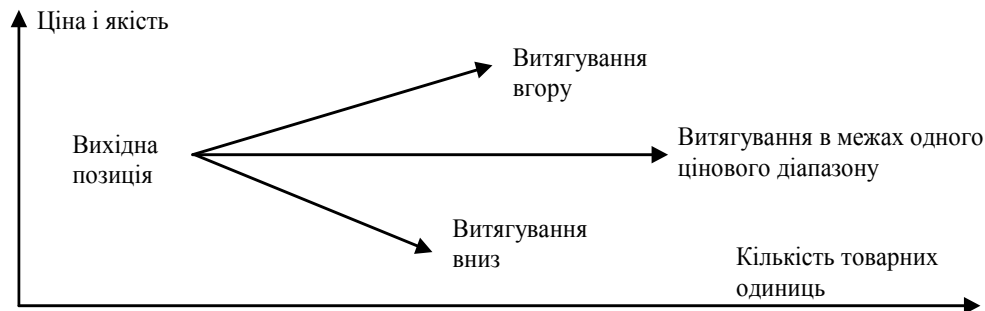 Ціна і якість
Витягування
вгору
Вихідна
позиція
Витягування в межах одного
цінового діапазону
Витягування
вниз
Кількість товарних
одиниць